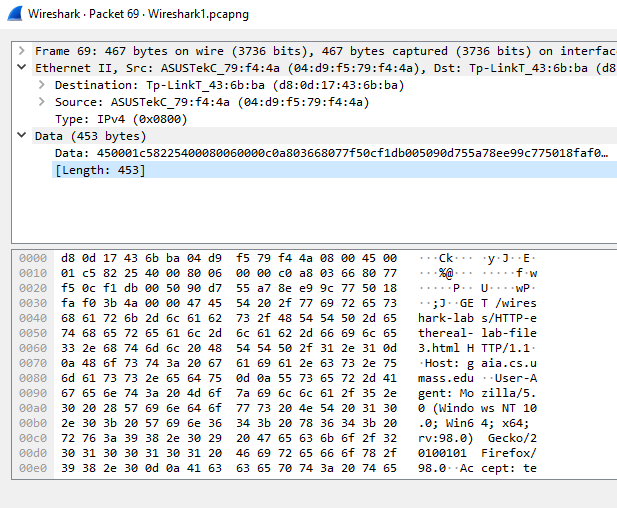 Wireshark · Packet 69 · Wireshark1.pcapng
Frame 69: 467 bytes on wire (3736 bits), 467 bytes captured (3736 bits) on interfac
Ethernet II, Src: ASUSTekC_79:f4:4a (04:d9:f5:79:f4:4a), Dst: Tp-LinkT_43:6b:ba (d8
Destination: Tp-LinkT_43:6b:ba (d8:0d:17:43:6b:ba)
Source: ASUSTekC_79:f4:4a (04:d9:f5:79:f4:4a)
Type: IPv4 (0x0800)
Data (453 bytes)
Data: 450001c58225400080060000c0a803668077f50cf1db005090d755a78ee99c775018faf0…
[Length: 453]
0000 d8 0d 17 43 6b ba 04 d9 f5 79 f4 4a 08 00 45 00 ···Ck··· ·y·J··E·
0010 01 c5 82 25 40 00 80 06 00 00 c0 a8 03 66 80 77 ···%@··· ·····f·w
0020 f5 0c f1 db 00 50 90 d7 55 a7 8e e9 9c 77 50 18 ·····P·· U····wP·
0030 fa f0 3b 4a 00 00 47 45 54 20 2f 77 69 72 65 73 ··;J··GE T /wires
0040 68 61 72 6b 2d 6c 61 62 73 2f 48 54 54 50 2d 65 hark-lab s/HTTP-e
0050 74 68 65 72 65 61 6c 2d 6c 61 62 2d 66 69 6c 65 thereal- lab-file
0060 33 2e 68 74 6d 6c 20 48 54 54 50 2f 31 2e 31 0d 3.html H TTP/1.1·
0070 0a 48 6f 73 74 3a 20 67 61 69 61 2e 63 73 2e 75 ·Host: g aia.cs.u
0080 6d 61 73 73 2e 65 64 75 0d 0a 55 73 65 72 2d 41 mass.edu ··User-A
0090 67 65 6e 74 3a 20 4d 6f 7a 69 6c 6c 61 2f 35 2e gent: Mo zilla/5.
00a0 30 20 28 57 69 6e 64 6f 77 73 20 4e 54 20 31 30 0 (Windo ws NT 10
00b0 2e 30 3b 20 57 69 6e 36 34 3b 20 78 36 34 3b 20 .0; Win6 4; x64;
00c0 72 76 3a 39 38 2e 30 29 20 47 65 63 6b 6f 2f 32 rv:98.0) Gecko/2
00d0 30 31 30 30 31 30 31 20 46 69 72 65 66 6f 78 2f 0100101 Firefox/
00e0 39 38 2e 30 0d 0a 41 63 63 65 70 74 3a 20 74 65 98.0··Ac cept: te